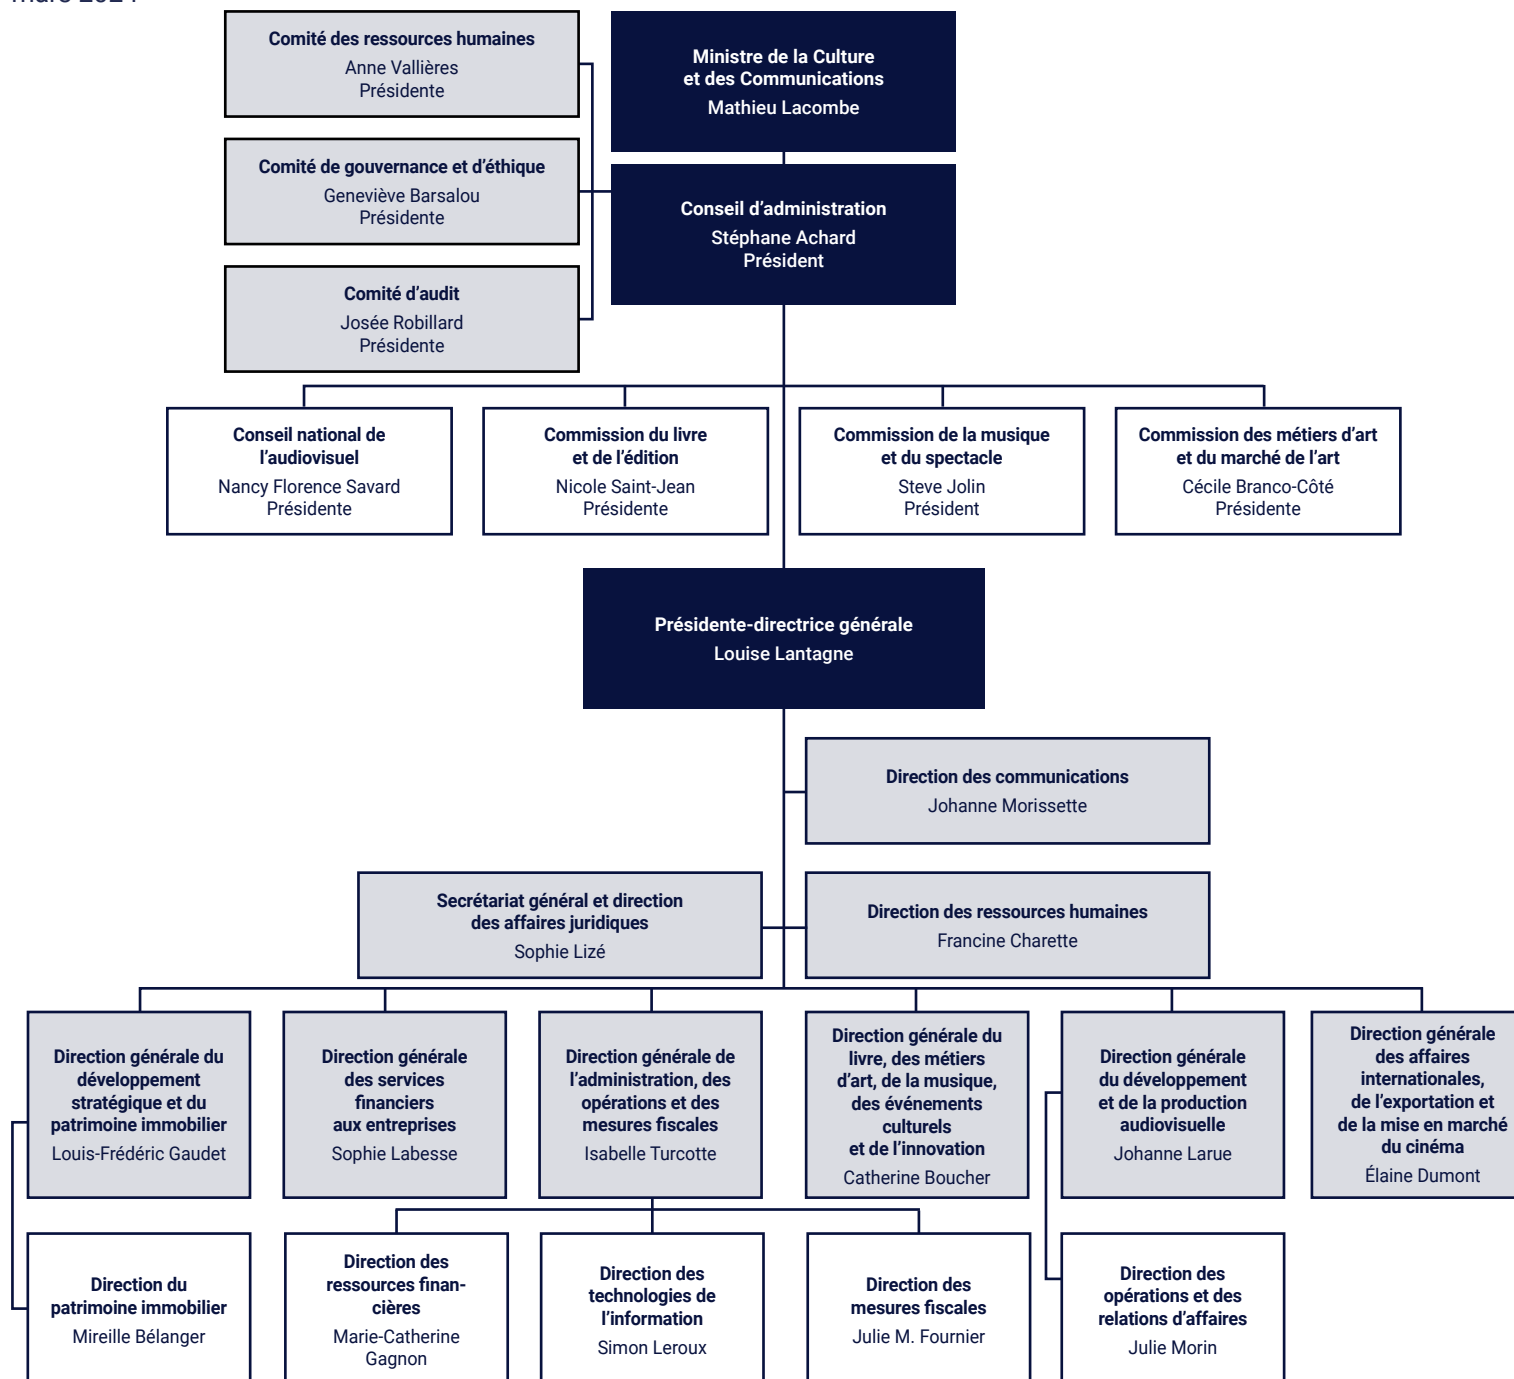 mars 2024
Comité des ressources humaines
Anne Vallières
Présidente
Ministre de la Culture
et des Communications
Mathieu Lacombe
Comité de gouvernance et d’éthique
Geneviève Barsalou
Présidente
Conseil d’administration
Stéphane Achard
Président
Comité d’audit
Josée Robillard
Présidente
Conseil national de
l’audiovisuel
Nancy Florence Savard
Présidente
Commission du livre
et de l’édition
Nicole Saint-Jean
Présidente
Commission de la musique
et du spectacle
Steve Jolin
Président
Commission des métiers d’art
et du marché de l’art
Cécile Branco-Côté
Présidente
Présidente-directrice générale
Louise Lantagne
Direction des communications
Johanne Morissette
Secrétariat général et direction
des affaires juridiques
Sophie Lizé
Direction des ressources humaines
Francine Charette
Direction générale du
développement
stratégique et du
patrimoine immobilier
Louis-Frédéric Gaudet
Direction générale
des services
financiers
aux entreprises
Sophie Labesse
Direction générale de
l’administration, des
opérations et des
mesures fiscales
Isabelle Turcotte
Direction générale du
livre, des métiers
d’art, de la musique,
des événements
culturels
et de l’innovation
Catherine Boucher
Direction générale
du développement
et de la production
audiovisuelle
Johanne Larue
Direction générale
des affaires
internationales,
de l’exportation et
de la mise en marché
du cinéma
Élaine Dumont
Direction du
patrimoine immobilier
Mireille Bélanger
Direction des
ressources finan-
cières
Marie-Catherine
Gagnon
Direction des
technologies de
l’information
Simon Leroux
Direction des
mesures fiscales
Julie M. Fournier
Direction des
opérations et des
relations d’affaires
Julie Morin